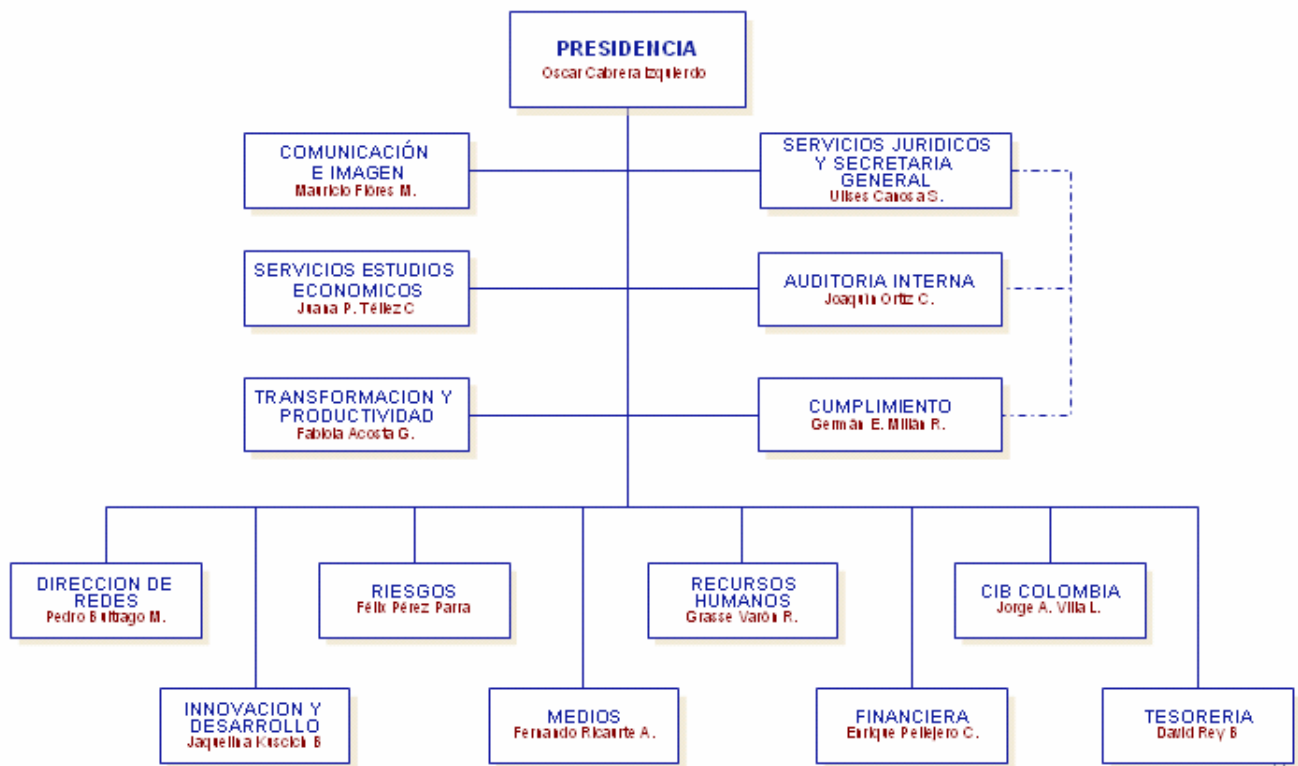 PRESIDENCIA
Oscar Cabrera Izquierdo
COMUNICACIÓN
E IMAGEN
Mauricio Flóres M.
SERVICIOS JURIDICOS
Y SECRETARIA
GENERAL
Ulises Canosa S.
SERVICIOS ESTUDIOS
ECONOMICOS
Juana P. Téllez C
AUDITORIA INTERNA
Joaquín Ortiz C.
TRANSFORMACION Y
PRODUCTIVIDAD
Fabiola Acosta G.
CUMPLIMIENTO
Germán E. Millán R.
DIRECCION DE
REDES
Pedro Buitrago M.
RIESGOS
Félix Pérez Parra
RECURSOS
HUMANOS
Grasse Varón R.
CIB COLOMBIA
Jorge A. Villa L.
INNOVACION Y
DESARROLLO
Jaquelina Kuscich B
MEDIOS
Fernando Ricaurte A.
FINANCIERA
Enrique Pellejero C.
TESORERIA
David Rey B